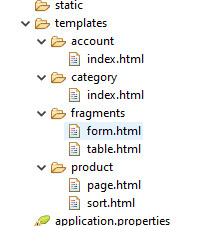 static
templates
account
index.html
category
index.html
fragments
form.html
table.html
product
page.html
sort.html
application.properties